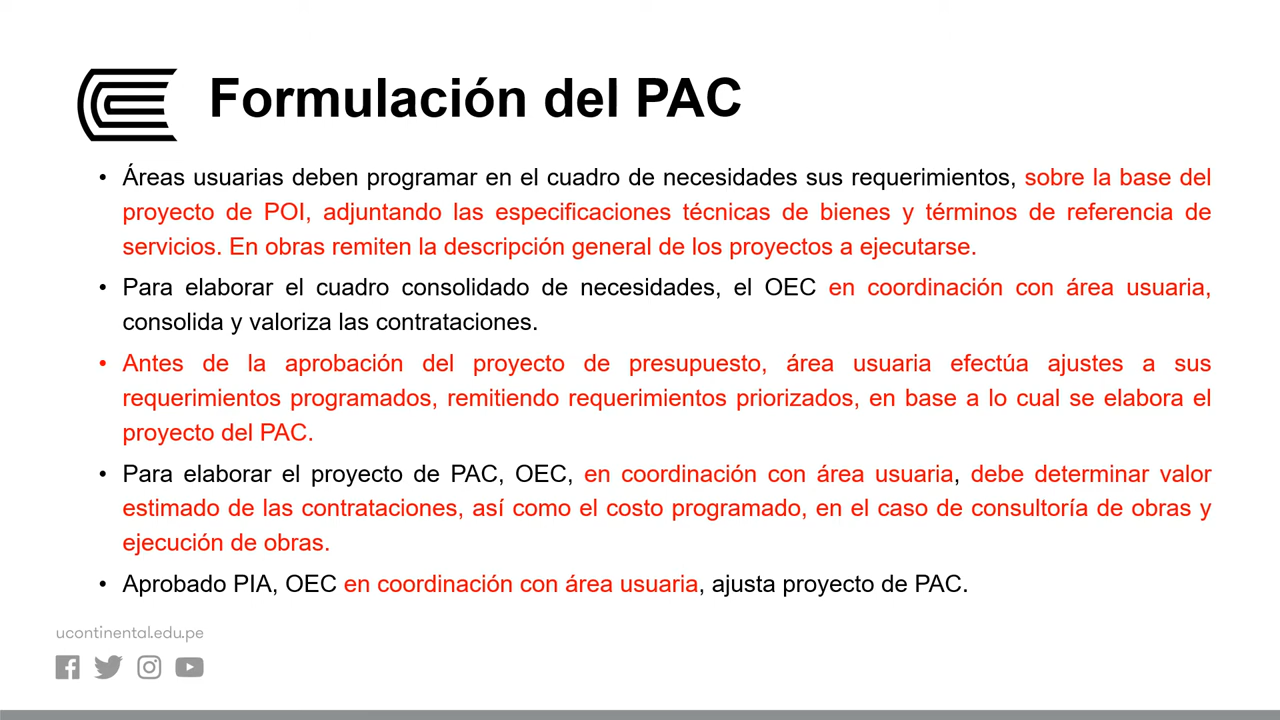 Formulación del PAC
• Áreas usuarias deben programar en el cuadro de necesidades sus requerimientos, sobre la base del
proyecto de POI, adjuntando las especificaciones técnicas de bienes y términos de referencia de
servicios. En obras remiten la descripción general de los proyectos a ejecutarse.
• Para elaborar el cuadro consolidado de necesidades, el OEC en coordinación con área usuaria,
consolida y valoriza las contrataciones.
• Antes de la aprobación del proyecto de presupuesto, área usuaria efectúa ajustes a sus
requerimientos programados, remitiendo requerimientos priorizados, en base a lo cual se elabora el
proyecto del PAC.
• Para elaborar el proyecto de PAC, OEC, en coordinación con área usuaria, debe determinar valor
estimado de las contrataciones, así como el costo programado, en el caso de consultoría de obras y
ejecución de obras.
• Aprobado PIA, OEC en coordinación con área usuaria, ajusta proyecto de PAC.
ucontinental.edu.pe